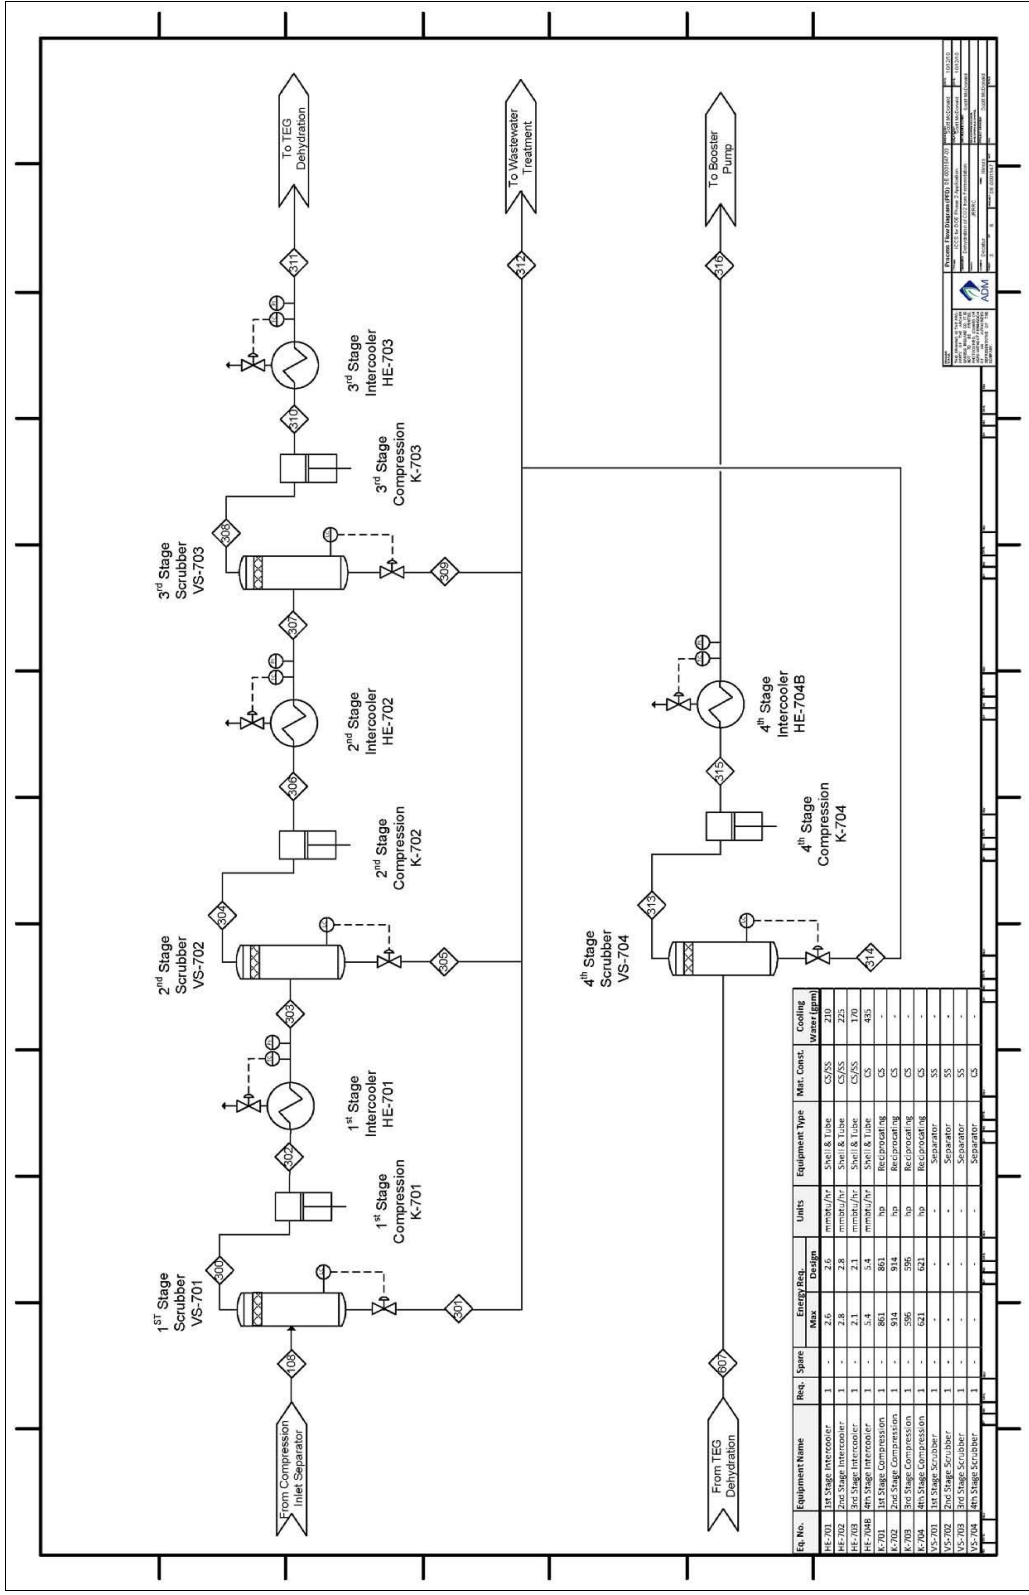 To TEG
Dehydration
311
3rd Stage
Intercooler
HE-703
310
3rd Stage
Compression
K-703
308
3rd Stage
Scrubber
VS-703
309
307
2nd Stage
Intercooler
HE-702
306
2nd Stage
Compression
K-702
304
2nd Stage
Scrubber
VS-702
305
303
1st Stage
Intercooler
HE-701
302
1st Stage
Compression
K-701
300
1ST Stage
Scrubber
VS-701
301
108
From Compression
Inlet Separator
To Wastewater
Treatment
312
To Booster
Pump
316
4th Stage
Intercooler
HE-704B
315
4th Stage
Compression
K-704
313
4th Stage
Scrubber
VS-704
314
607
From TEG
Dehydration
Eq. No. Equipment Name Req. Spare Energy Req. Max Design Units Equipment Type Mat. Const. Cooling Water (gpm)
HE-701 1st Stage Intercooler 1 - 2.6 2.6 mmbtu/hr Shell & Tube CS/SS 210
HE-702 2nd Stage Intercooler 1 - 2.8 2.8 mmbtu/hr Shell & Tube CS/SS 225
HE-703 3rd Stage Intercooler 1 - 2.1 2.1 mmbtu/hr Shell & Tube CS/SS 170
HE-704B 4th Stage Intercooler 1 - 5.4 5.4 mmbtu/hr Shell & Tube CS 435
K-701 1st Stage Compression 1 - 861 861 hp Reciprocating CS -
K-702 2nd Stage Compression 1 - 914 914 hp Reciprocating CS -
K-703 3rd Stage Compression 1 - 596 596 hp Reciprocating CS -
K-704 4th Stage Compression 1 - 621 621 hp Reciprocating CS -
VS-701 1st Stage Scrubber 1 - - - - Separator SS -
VS-702 2nd Stage Scrubber 1 - - - - Separator SS -
VS-703 3rd Stage Scrubber 1 - - - - Separator SS -
VS-704 4th Stage Scrubber 1 - - - - Separator CS -
ADM
Process Flow Diagram (PFD)